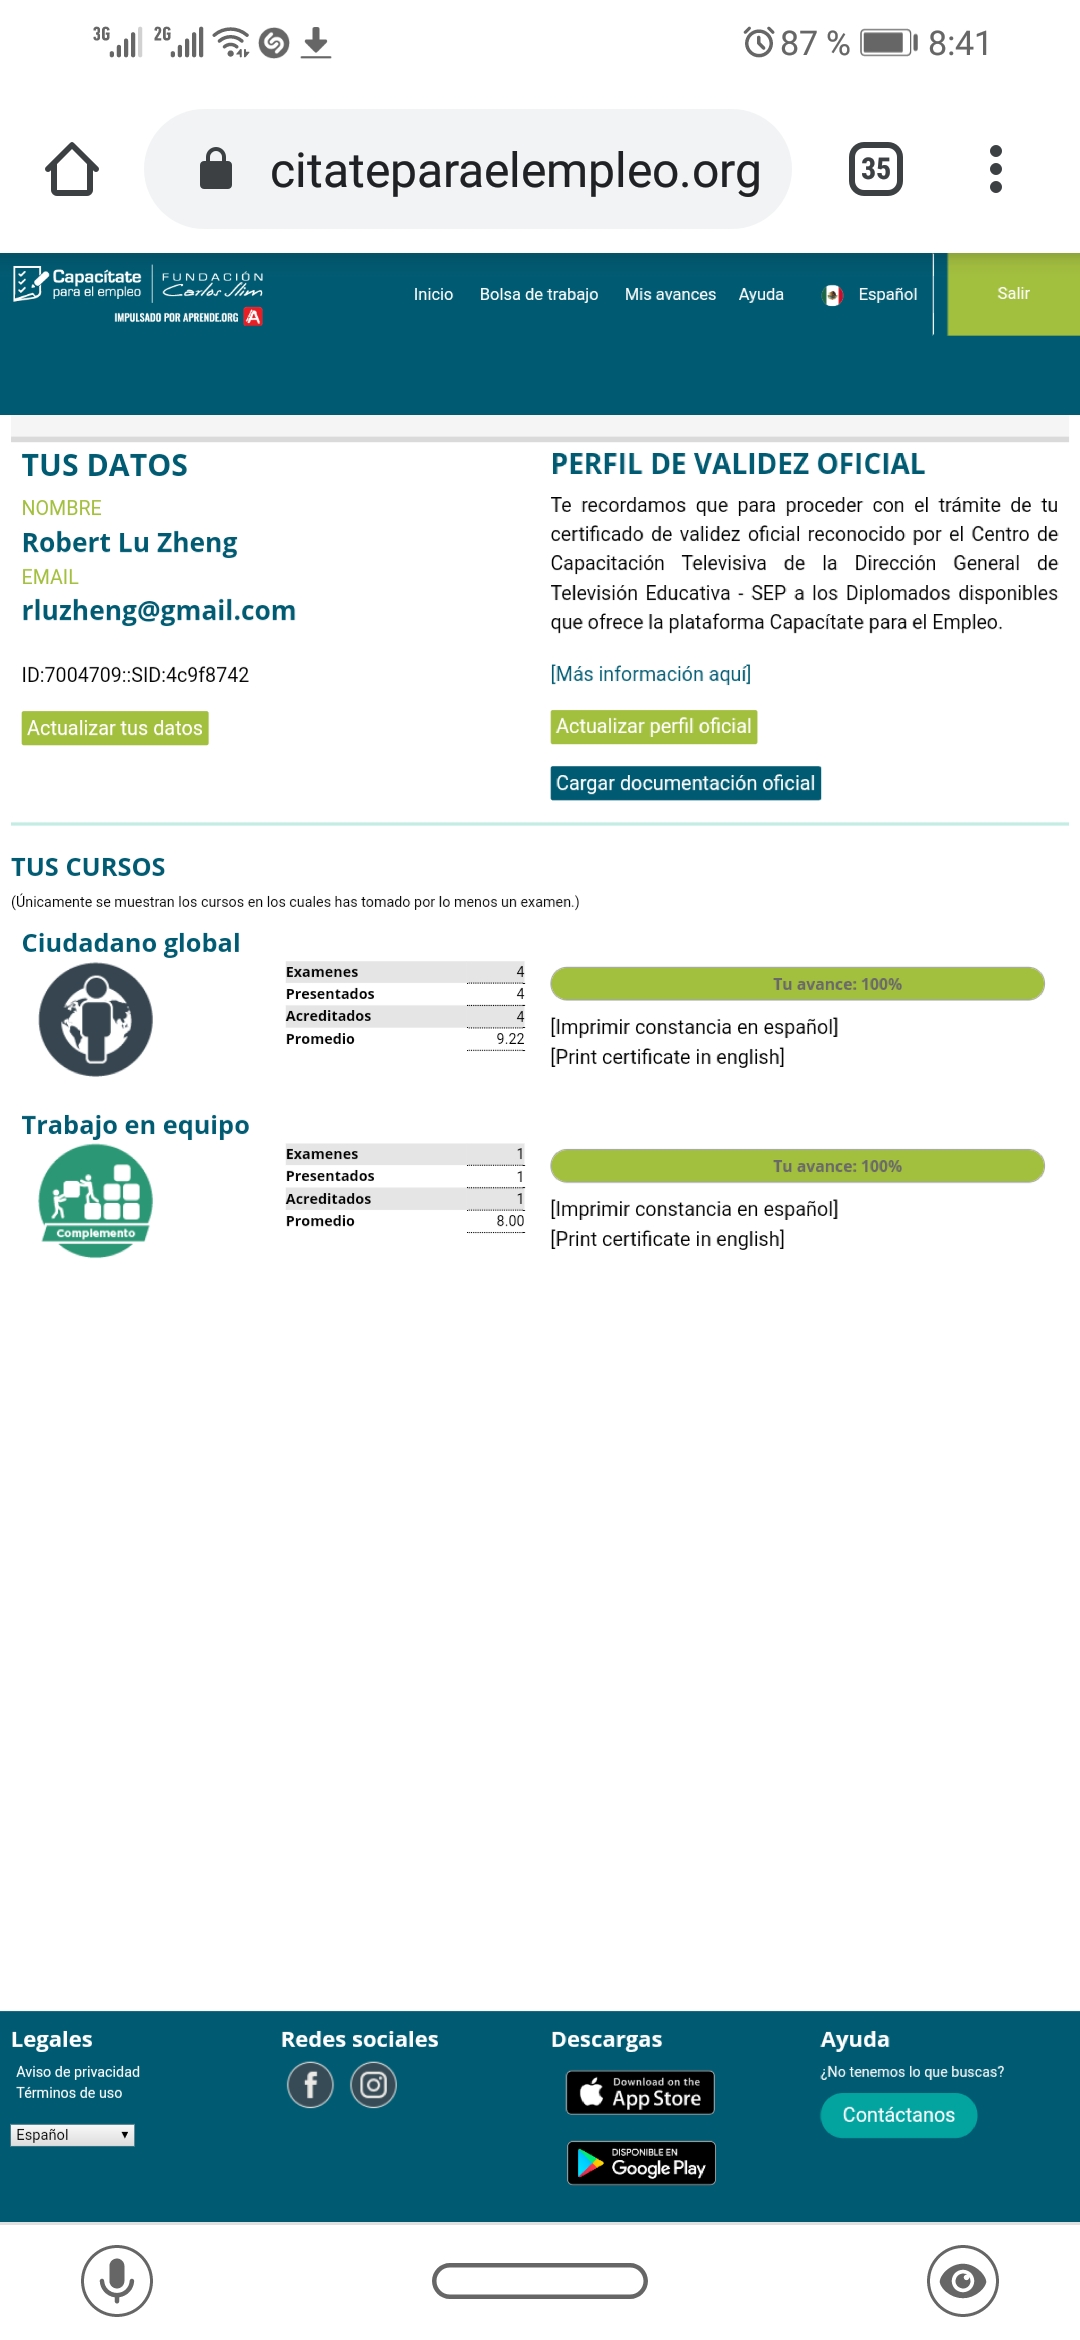 3G 2G 87 % 8:41
citateparaelempleo.org
35
Capacítate
para el empleo
FUNDACIÓN
Carlos Slim
IMPULSADO POR APRENDE.ORG A
Inicio Bolsa de trabajo Mis avances Ayuda Español Salir
TUS DATOS
NOMBRE
Robert Lu Zheng
EMAIL
rluzheng@gmail.com
ID:7004709::SID:4c9f8742
Actualizar tus datos
PERFIL DE VALIDEZ OFICIAL
Te recordamos que para proceder con el trámite de tu
certificado de validez oficial reconocido por el Centro de
Capacitación Televisiva de la Dirección General de
Televisión Educativa - SEP a los Diplomados disponibles
que ofrece la plataforma Capacítate para el Empleo.
[Más información aquí]
Actualizar perfil oficial
Cargar documentación oficial
TUS CURSOS
(Únicamente se muestran los cursos en los cuales has tomado por lo menos un examen.)
Ciudadano global
Examenes 4
Presentados 4
Acreditados 4
Promedio 9.22
Tu avance: 100%
[Imprimir constancia en español]
[Print certificate in english]
Trabajo en equipo
Complemento
Examenes 1
Presentados 1
Acreditados 1
Promedio 8.00
Tu avance: 100%
[Imprimir constancia en español]
[Print certificate in english]
Legales
Aviso de privacidad
Términos de uso
Español
Redes sociales
Descargas
Download on the
App Store
DISPONIBLE EN
Google Play
Ayuda
¿No tenemos lo que buscas?
Contáctanos